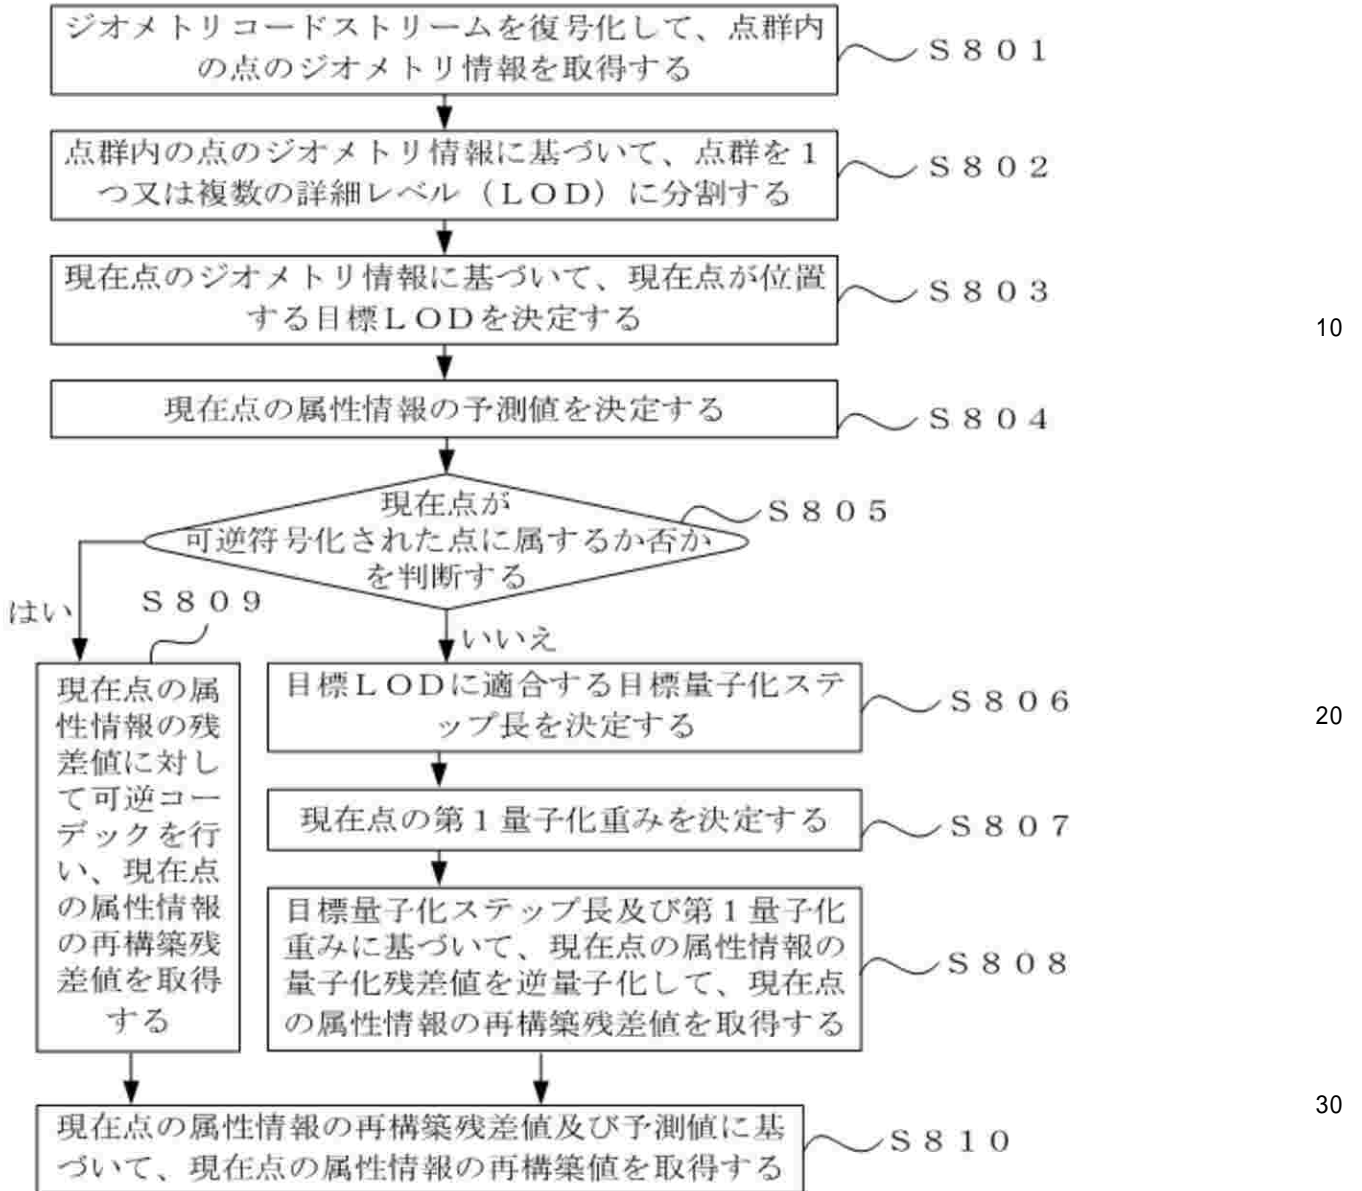 ジオメトリコードストリームを復号化して、点群内
の点のジオメトリ情報を取得する
S801
点群内の点のジオメトリ情報に基づいて、点群を1
つ又は複数の詳細レベル（LOD）に分割する
S802
現在点のジオメトリ情報に基づいて、現在点が位置
する目標LODを決定する
S803
10
現在点の属性情報の予測値を決定する
S804
現在点が
可逆符号化された点に属するか否か
を判断する
S805
はい
S809
いいえ
現在点の属
性情報の残
差値に対し
て可逆コー
デックを行
い、現在点
の属性情報
の再構築残
差値を取得
する
目標LODに適合する目標量子化ステ
ップ長を決定する
S806
20
現在点の第1量子化重みを決定する
S807
目標量子化ステップ長及び第1量子化
重みに基づいて、現在点の属性情報の
量子化残差値を逆量子化して、現在点
の属性情報の再構築残差値を取得する
S808
30
現在点の属性情報の再構築残差値及び予測値に基
づいて、現在点の属性情報の再構築値を取得する
S810